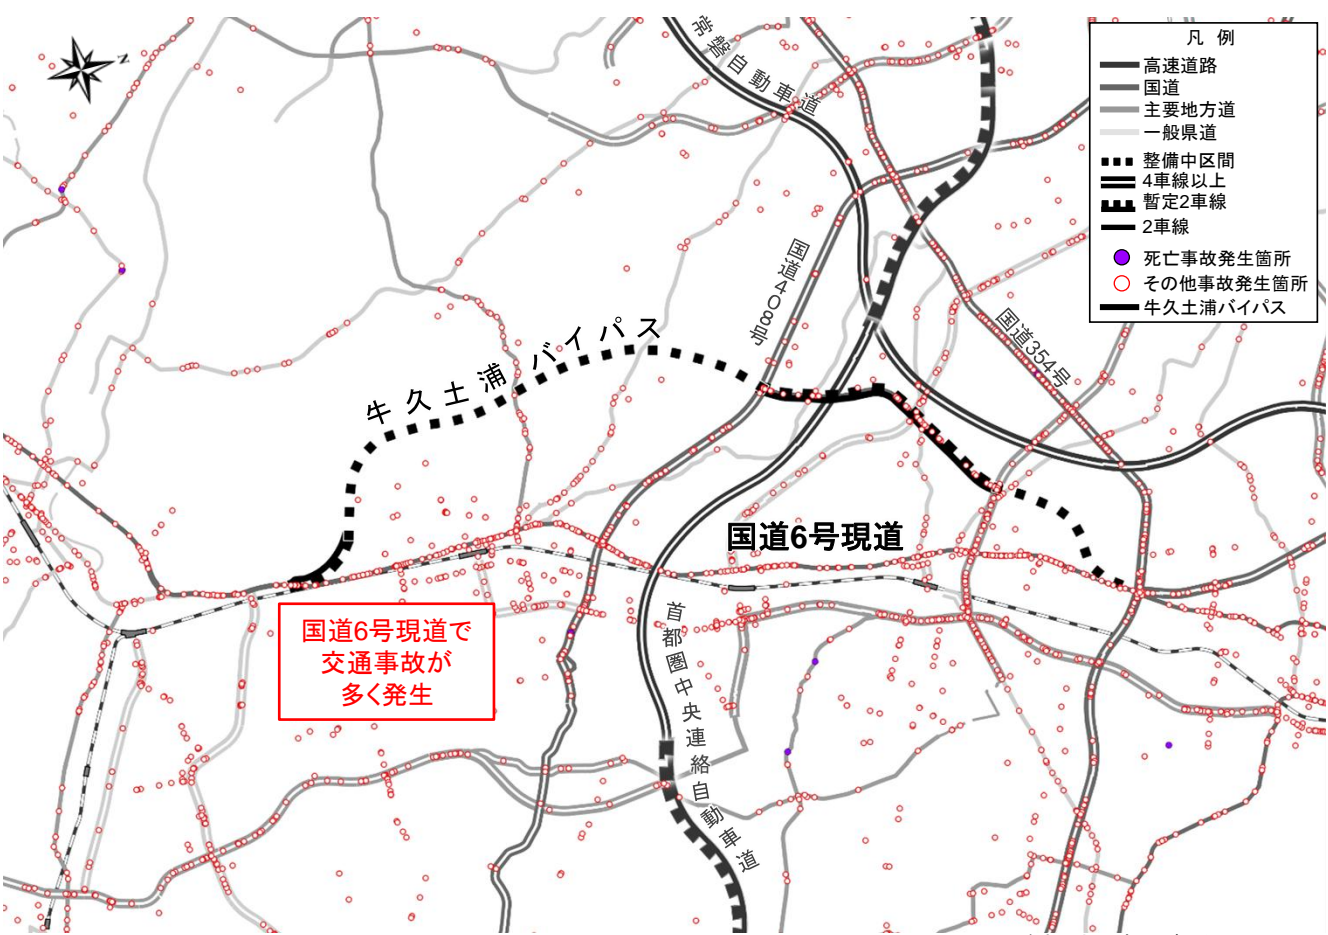 N
常磐自動車道
凡 例
高速道路
国道
主要地方道
一般県道
整備中区間
4車線以上
暫定2車線
2車線
死亡事故発生箇所
その他事故発生箇所
牛久土浦バイパス
国道408号
国道354号
牛久土浦バイパス
国道6号現道
国道6号現道で
交通事故が
多く発生
首都圏中央連絡自動車道